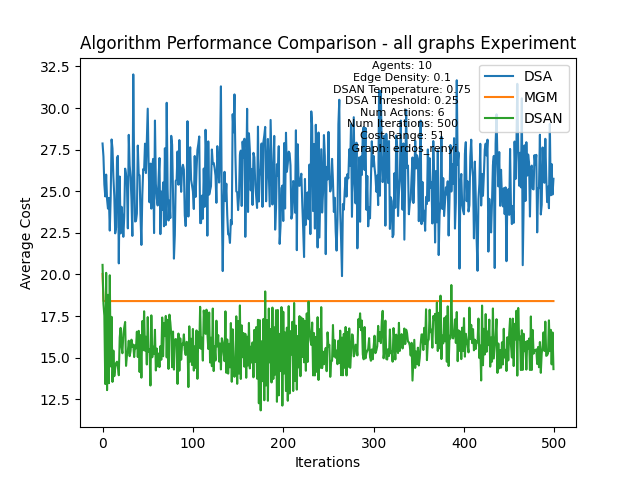 Algorithm Performance Comparison - all graphs Experiment
Agents: 10
Edge Density: 0.1
DSAN Temperature: 0.75
DSA Threshold: 0.25
Num Actions: 6
Num Iterations: 500
Cost Range: 51
Graph: erdos_renyi
DSA
MGM
DSAN
32.5
30.0
27.5
25.0
22.5
20.0
17.5
15.0
12.5
Average Cost
0 100 200 300 400 500
Iterations